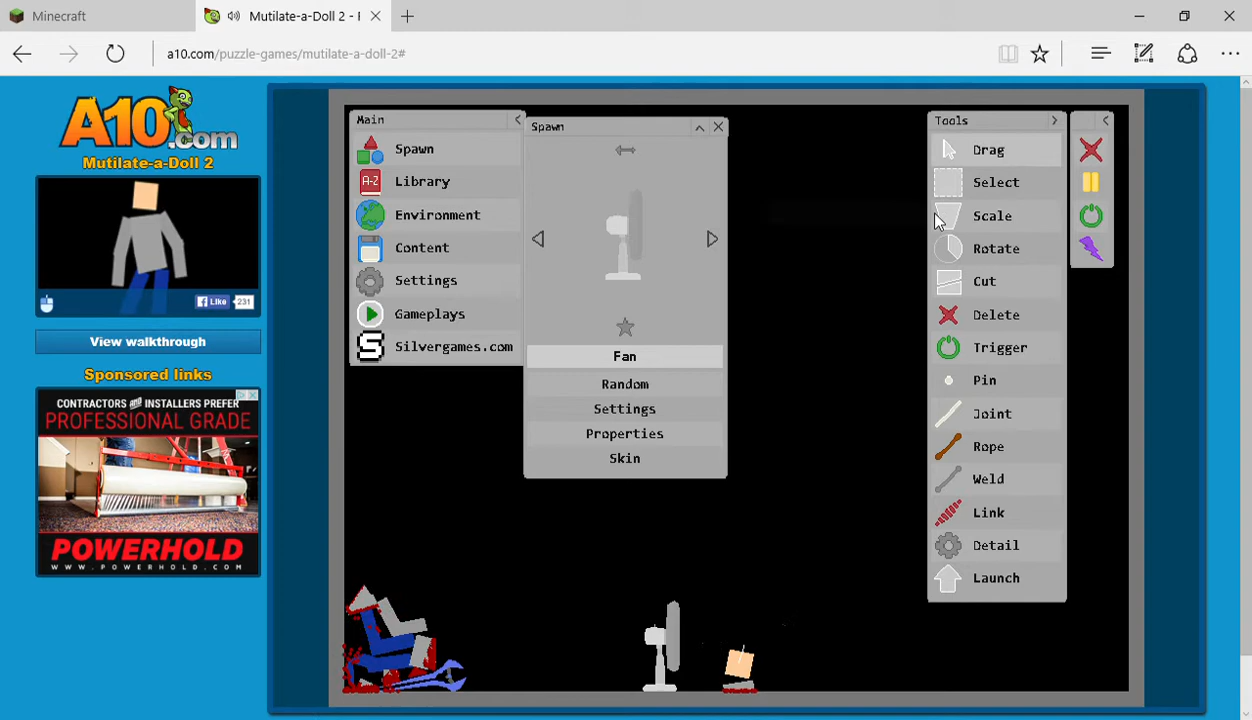 Minecraft
Mutilate-a-Doll 2 - F
a10.com/puzzle-games/mutilate-a-doll-2#
A10.com
Mutilate-a-Doll 2
Like
231
View walkthrough
Sponsored links
CONTRACTORS AND INSTALLERS PREFER
PROFESSIONAL GRADE
POWERHOLD
WWW.POWERHOLD.COM
Main
Spawn
Library
Environment
Content
Settings
Gameplays
Silvergames.com
Spawn
Fan
Random
Settings
Properties
Skin
Tools
Drag
Select
Scale
Rotate
Cut
Delete
Trigger
Pin
Joint
Rope
Weld
Link
Detail
Launch